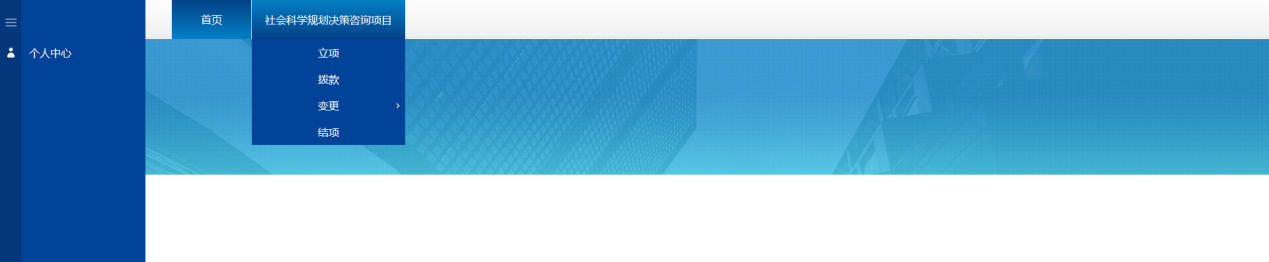 首页
社会科学规划决策咨询项目
个人中心
立项
拨款
变更
结项